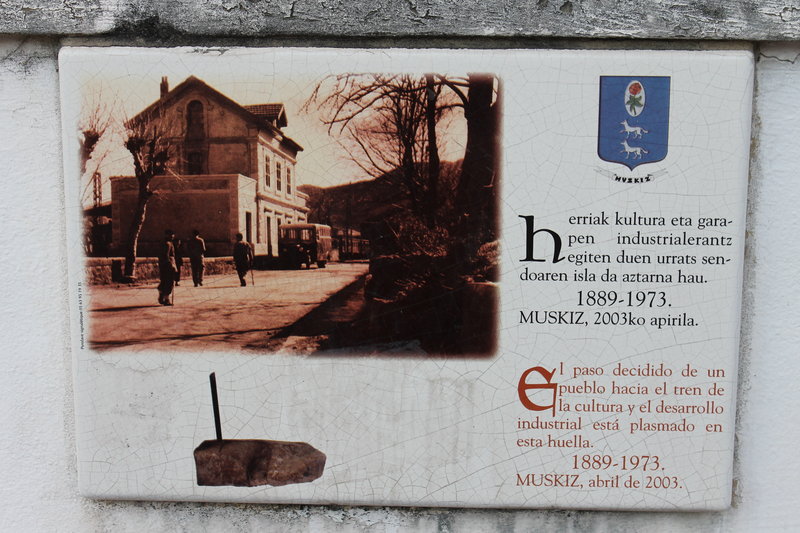 MUSKIZ
herriak kultura eta gara-
pen industrialerantz
egiten duen urrats sen-
doaren isla da aztarna hau.
1889-1973.
MUSKIZ, 2003ko apirila.
El paso decidido de un
pueblo hacia el tren de
la cultura y el desarrollo
industrial está plasmado en
esta huella.
1889-1973.
MUSKIZ, abril de 2003.